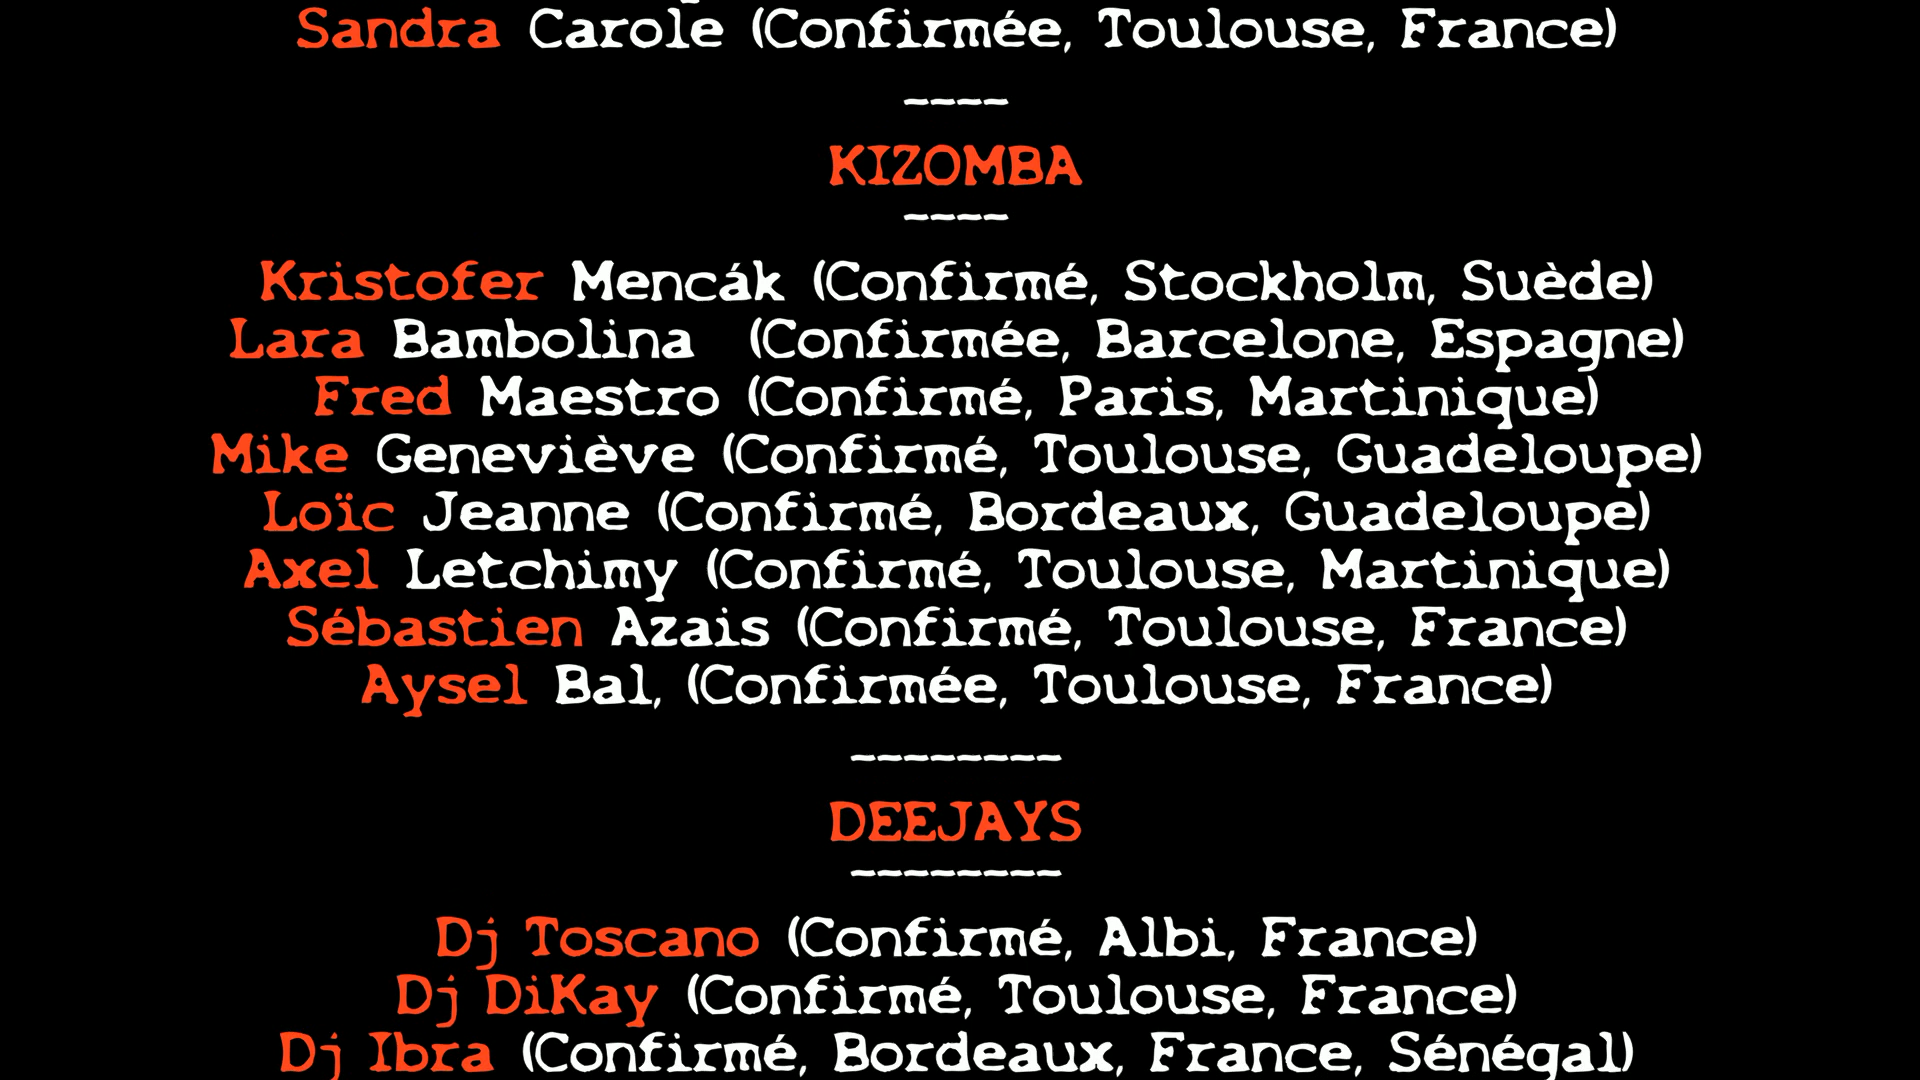 Sandra Carole (Confirmée, Toulouse, France)
~~~~
KIZOMBA
~~~~
Kristofer Mencák (Confirmé, Stockholm, Suède)
Lara Bambolina  (Confirmée, Barcelone, Espagne)
Fred Maestro (Confirmé, Paris, Martinique)
Mike Geneviève (Confirmé, Toulouse, Guadeloupe)
Loïc Jeanne (Confirmé, Bordeaux, Guadeloupe)
Axel Letchimy (Confirmé, Toulouse, Martinique)
Sébastien Azais (Confirmé, Toulouse, France)
Aysel Bal, (Confirmée, Toulouse, France)
~~~~~~~~
DEEJAYS
~~~~~~~~
Dj Toscano (Confirmé, Albi, France)
Dj DiKay (Confirmé, Toulouse, France)
Dj Ibra (Confirmé, Bordeaux, France, Sénégal)